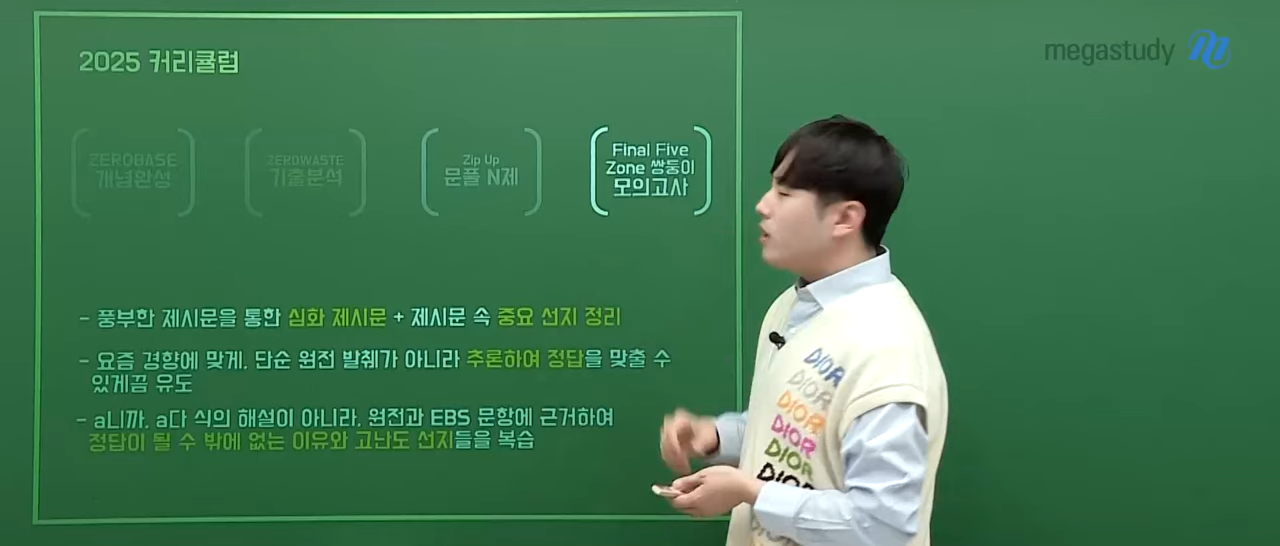 2025 커리큘럼
megastudy
ZEROBASE
개념완성
ZEROWASTE
기출분석
Zip Up
문풀 N제
Final Five
Zone 쌍둥이
모의고사
- 풍부한 제시문을 통한 심화 제시문 + 제시문 속 중요 선지 정리
- 요즘 경향에 맞게, 단순 원전 발췌가 아니라 추론하여 정답을 맞출 수
있게끔 유도
- a니까, a다 식의 해설이 아니라, 원전과 EBS 문항에 근거하여
정답이 될 수 밖에 없는 이유와 고난도 선지들을 복습
DIOR
DIOR
DIOR
DIOR
DIOR
DIOR